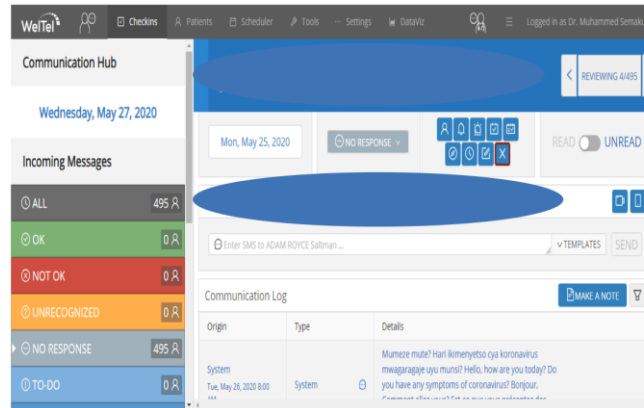 WelTel
Checkins
Patients
Scheduler
Tools
Settings
DataViz
Logged in as Dr. Muhammed Semaku
Communication Hub
REVIEWING 4/495
Wednesday, May 27, 2020
Mon, May 25, 2020
NO RESPONSE
READ
UNREAD
Incoming Messages
ALL 495
OK 0
NOT OK 0
UNRECOGNIZED 0
NO RESPONSE 495
TO-DO 0
Enter SMS to ADAM ROYCE Saltman ...
TEMPLATES
SEND
Communication Log
MAKE A NOTE
Origin Type Details
System
Tue, May 26, 2020 8:00
AM
System
Mumeze mute? Hari ikimenyetso cya koronavirus
mwagaragaje uyu munsi? Hello, how are you today? Do
you have any symptoms of coronavirus? Bonjour,